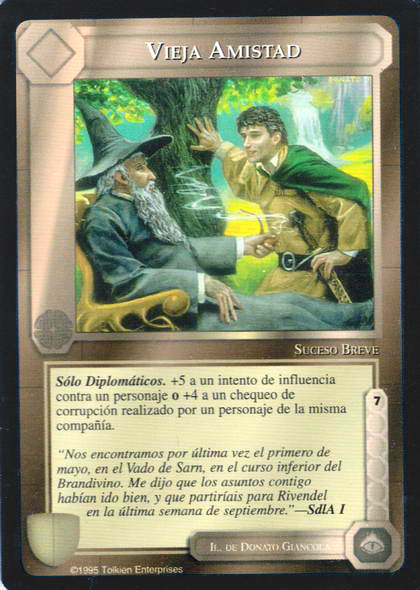 VIEJA AMISTAD
SUCESO BREVE
Sólo Diplomáticos. +5 a un intento de influencia
contra un personaje o +4 a un chequeo de
corrupción realizado por un personaje de la misma
compañía.
7
“Nos encontramos por última vez el primero de
mayo, en el Vado de Sarn, en el curso inferior del
Brandivino. Me dijo que los asuntos contigo
habían ido bien, y que partiríais para Rivendel
en la última semana de septiembre.”—SdlA I
IL. DE DONATO GIANCOLA
©1995 Tolkien Enterprises